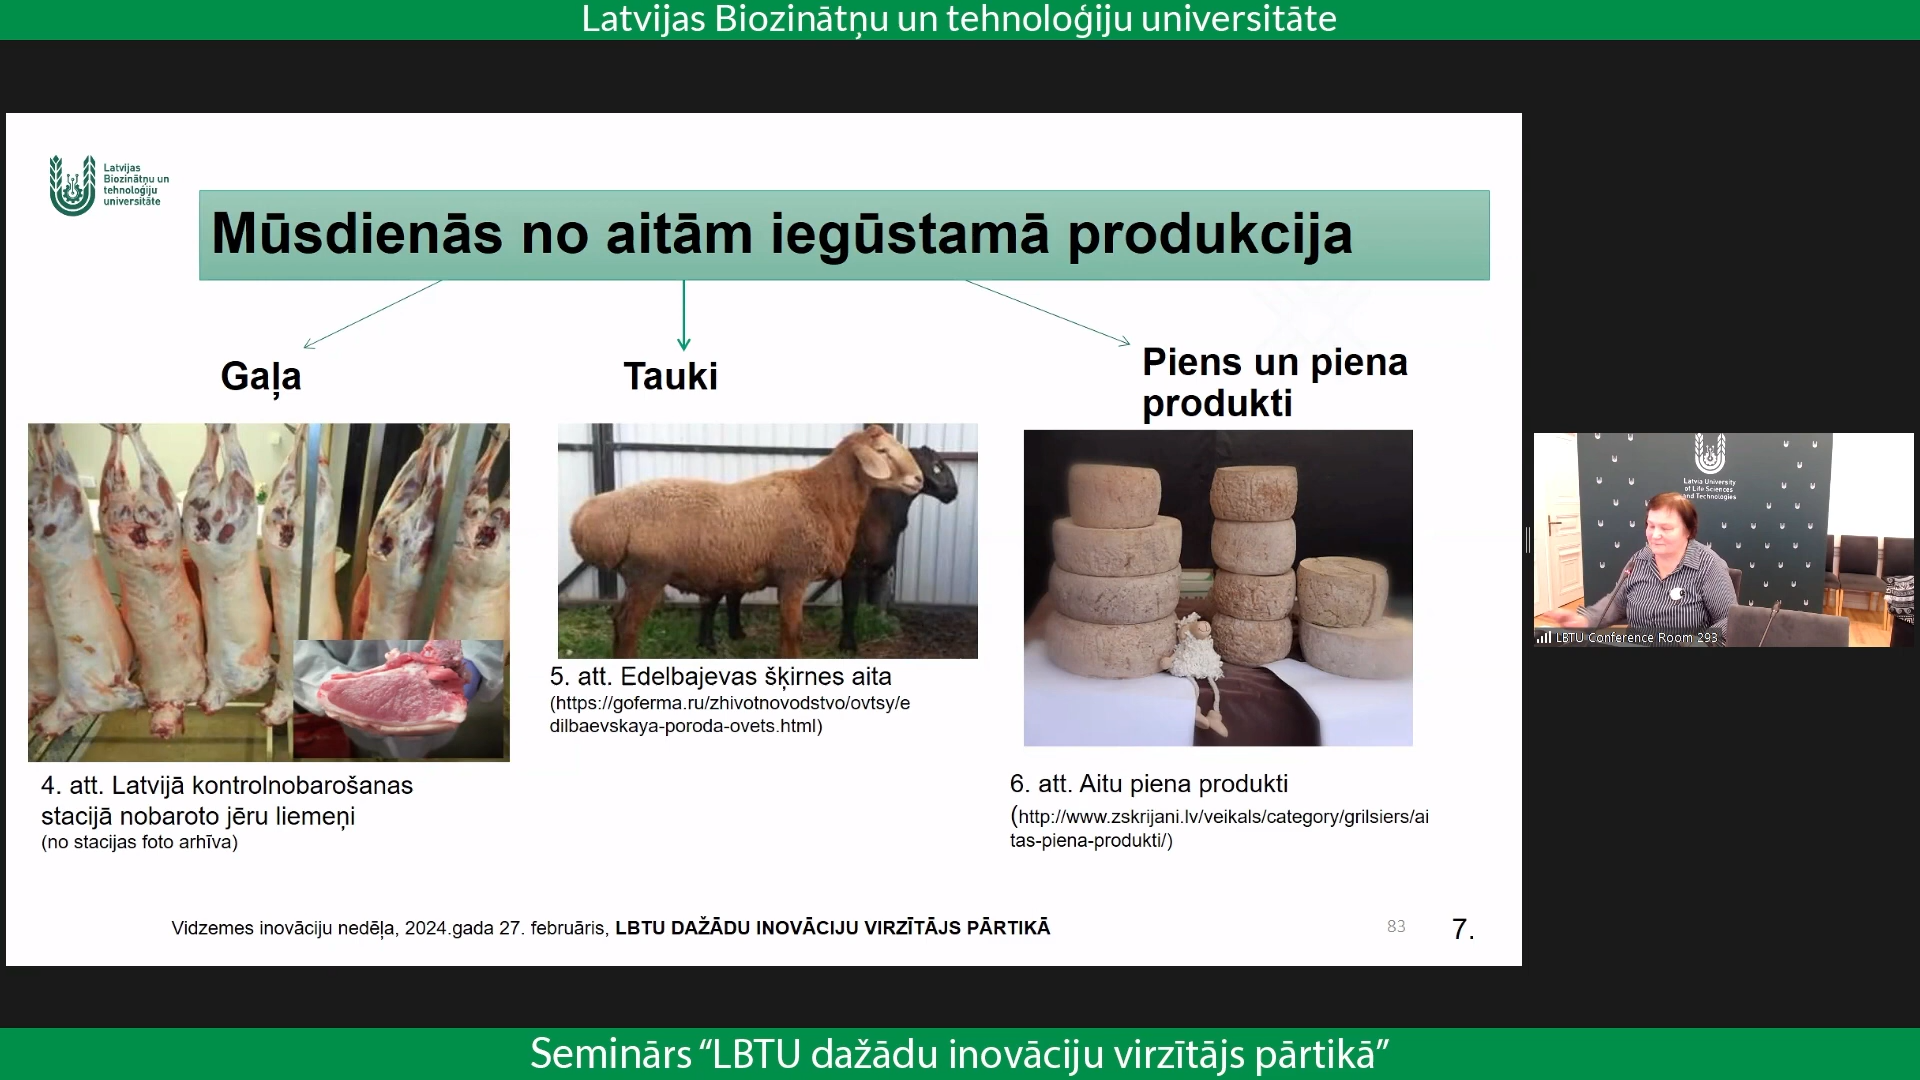 Latvijas Biozinātņu un tehnoloģiju universitāte
Latvijas
Biozinātņu un
tehnoloģiju
universitāte
Mūsdienās no aitām iegūstamā produkcija
Gaļa
Tauki
Piens un piena
produkti
4. att. Latvijā kontrolnobarošanas
stacijā nobaroto jēru liemeņi
(no stacijas foto arhīva)
5. att. Edelbajevas šķirnes aita
(https://goferma.ru/zhivotnovodstvo/ovtsy/e
dilbaevskaya-poroda-ovets.html)
6. att. Aitu piena produkti
(http://www.zskrijani.lv/veikals/category/grilsiers/ai
tas-piena-produkti/)
Latvia University
of Life Sciences
and Technologies
LBTU Conference Room 293
Vidzemes inovāciju nedēļa, 2024.gada 27. februāris, LBTU DAŽĀDU INOVĀCIJU VIRZĪTĀJS PĀRTIKĀ
83
7.
Seminārs “LBTU dažādu inovāciju virzītājs pārtikā”